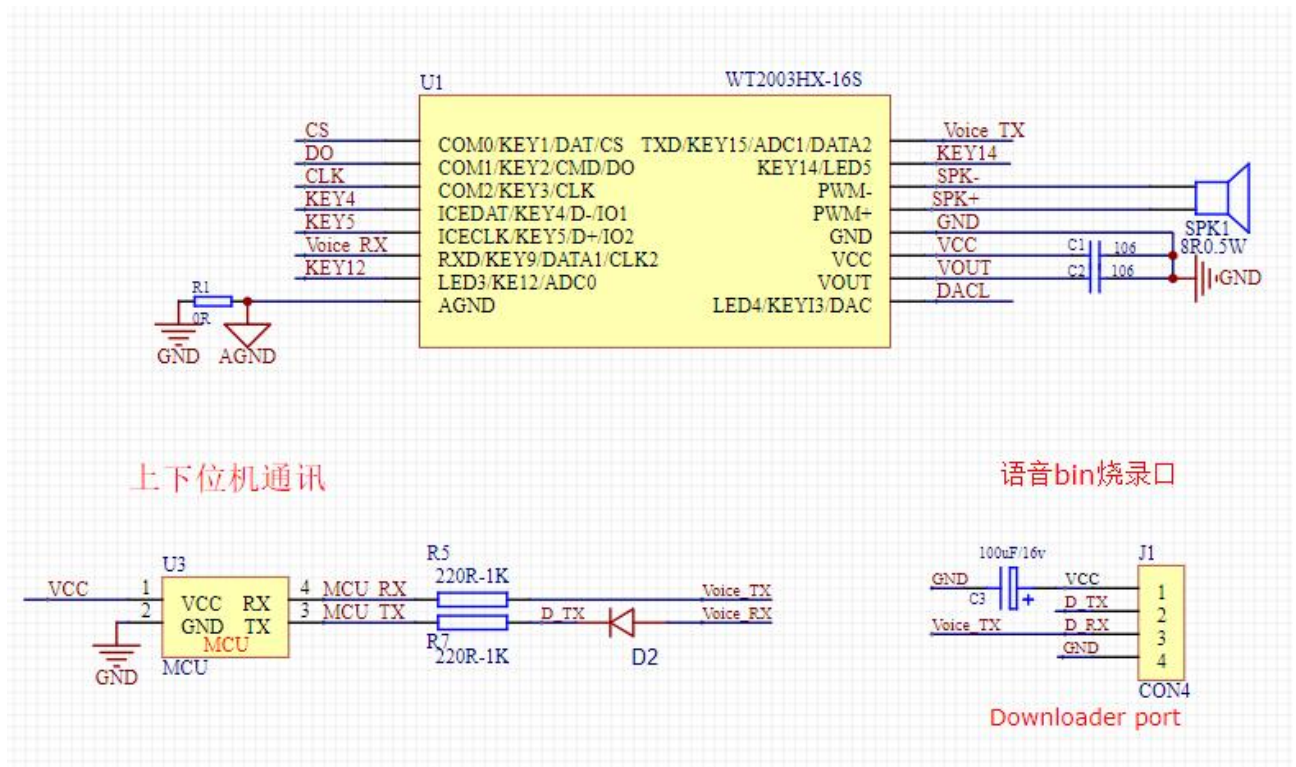 U1
WT2003HX-16S
CS
DO
CLK
KEY4
KEY5
Voice_RX
KEY12
COM0/KEY1/DAT/CS
COM1/KEY2/CMD/DO
COM2/KEY3/CLK
ICEDAT/KEY4/D-/IO1
ICECLK/KEY5/D+/IO2
RXD/KEY9/DATA1/CLK2
LED3/KE12/ADC0
AGND
TXD/KEY15/ADC1/DATA2
KEY14/LED5
PWM-
PWM+
GND
VCC
VOUT
LED4/KEYI3/DAC
Voice_TX
KEY14
SPK-
SPK+
GND
VCC
VOUT
DACL
C1 106
C2 106
SPK1
8R0.5W
GND
R1
0R
GND
AGND
上下位机通讯
语音bin烧录口
U3
VCC
1
2
VCC RX
GND TX
MCU
MCU
GND
4 MCU_RX
3 MCU_TX
R5
220R-1K
R7
220R-1K
D_TX
D2
Voice_TX
Voice_RX
100uF/16v
J1
GND
C3
+
VCC
D_TX
Voice_TX
D_RX
GND
1
2
3
4
CON4
Downloader port